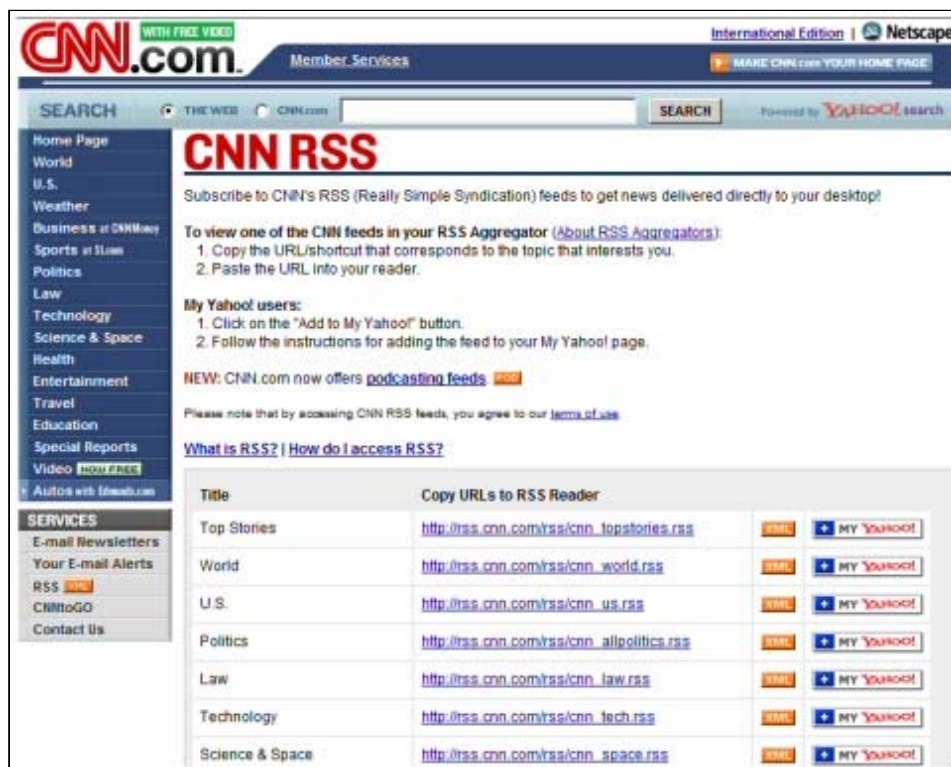 CNN.com
WITH FREE VIDEO
International Edition | Netscape
Member Services
MAKE CNN.com YOUR HOME PAGE
SEARCH THE WEB CNN.com SEARCH Powered by YAHOO! search
Home Page
World
U.S.
Weather
Business at CNNMoney
Sports at SI.com
Politics
Law
Technology
Science & Space
Health
Entertainment
Travel
Education
Special Reports
Video NOW FREE
Autos with Edmunds.com
SERVICES
E-mail Newsletters
Your E-mail Alerts
RSS XML
CNNtoGO
Contact Us
CNN RSS
Subscribe to CNN's RSS (Really Simple Syndication) feeds to get news delivered directly to your desktop!
To view one of the CNN feeds in your RSS Aggregator (About RSS Aggregators):
1. Copy the URL/shortcut that corresponds to the topic that interests you.
2. Paste the URL into your reader.
My Yahoo! users:
1. Click on the "Add to My Yahoo!" button.
2. Follow the instructions for adding the feed to your My Yahoo! page.
NEW: CNN.com now offers podcasting feeds. POD
Please note that by accessing CNN RSS feeds, you agree to our terms of use.
What is RSS? | How do I access RSS?
Title Copy URLs to RSS Reader
Top Stories http://rss.cnn.com/rss/cnn_topstories.rss XML + MY YAHOO!
World http://rss.cnn.com/rss/cnn_world.rss XML + MY YAHOO!
U.S. http://rss.cnn.com/rss/cnn_us.rss XML + MY YAHOO!
Politics http://rss.cnn.com/rss/cnn_allpolitics.rss XML + MY YAHOO!
Law http://rss.cnn.com/rss/cnn_law.rss XML + MY YAHOO!
Technology http://rss.cnn.com/rss/cnn_tech.rss XML + MY YAHOO!
Science & Space http://rss.cnn.com/rss/cnn_space.rss XML + MY YAHOO!